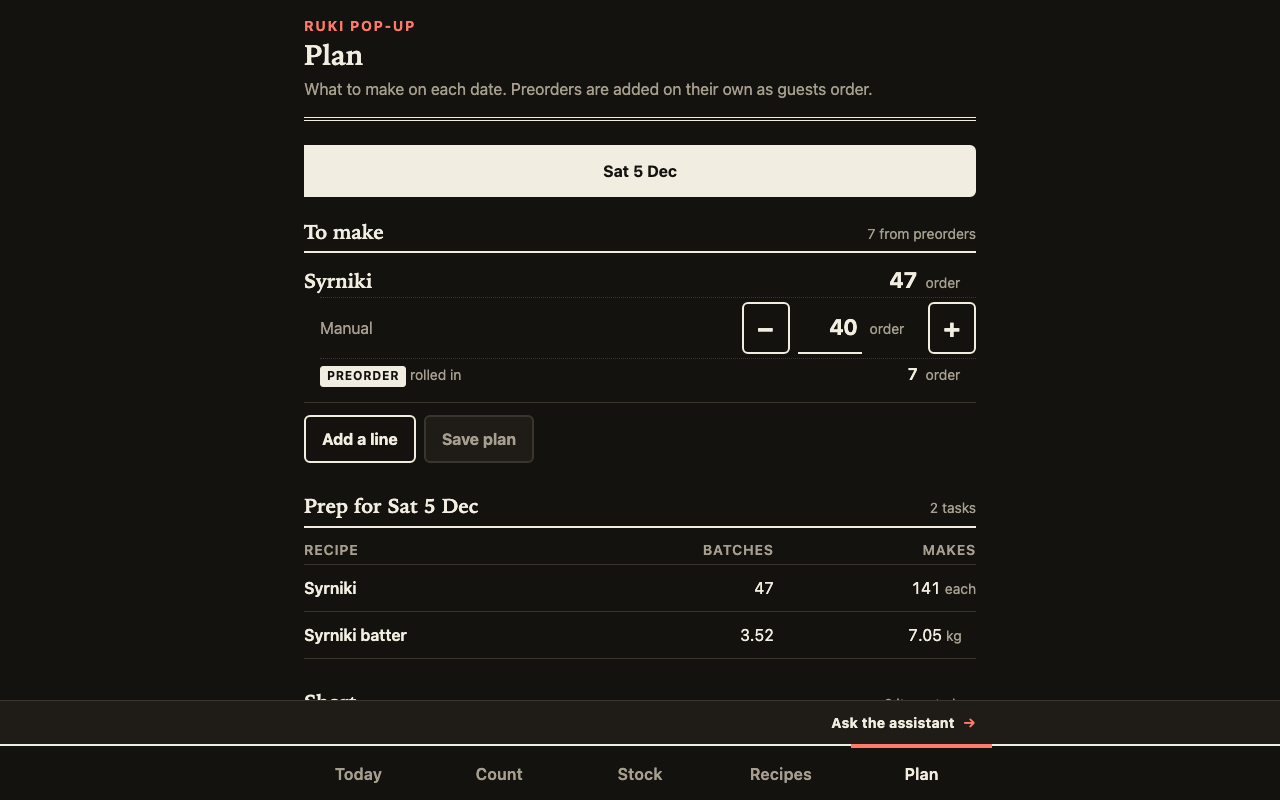 RUKI POP-UP
Plan
What to make on each date. Preorders are added on their own as guests order.
Sat 5 Dec
To make 7 from preorders
Syrniki 47 order
Manual − 40 order +
PREORDER rolled in 7 order
Add a line Save plan
Prep for Sat 5 Dec 2 tasks
RECIPE BATCHES MAKES
Syrniki 47 141 each
Syrniki batter 3.52 7.05 kg
Short
Ask the assistant →
Today Count Stock Recipes Plan